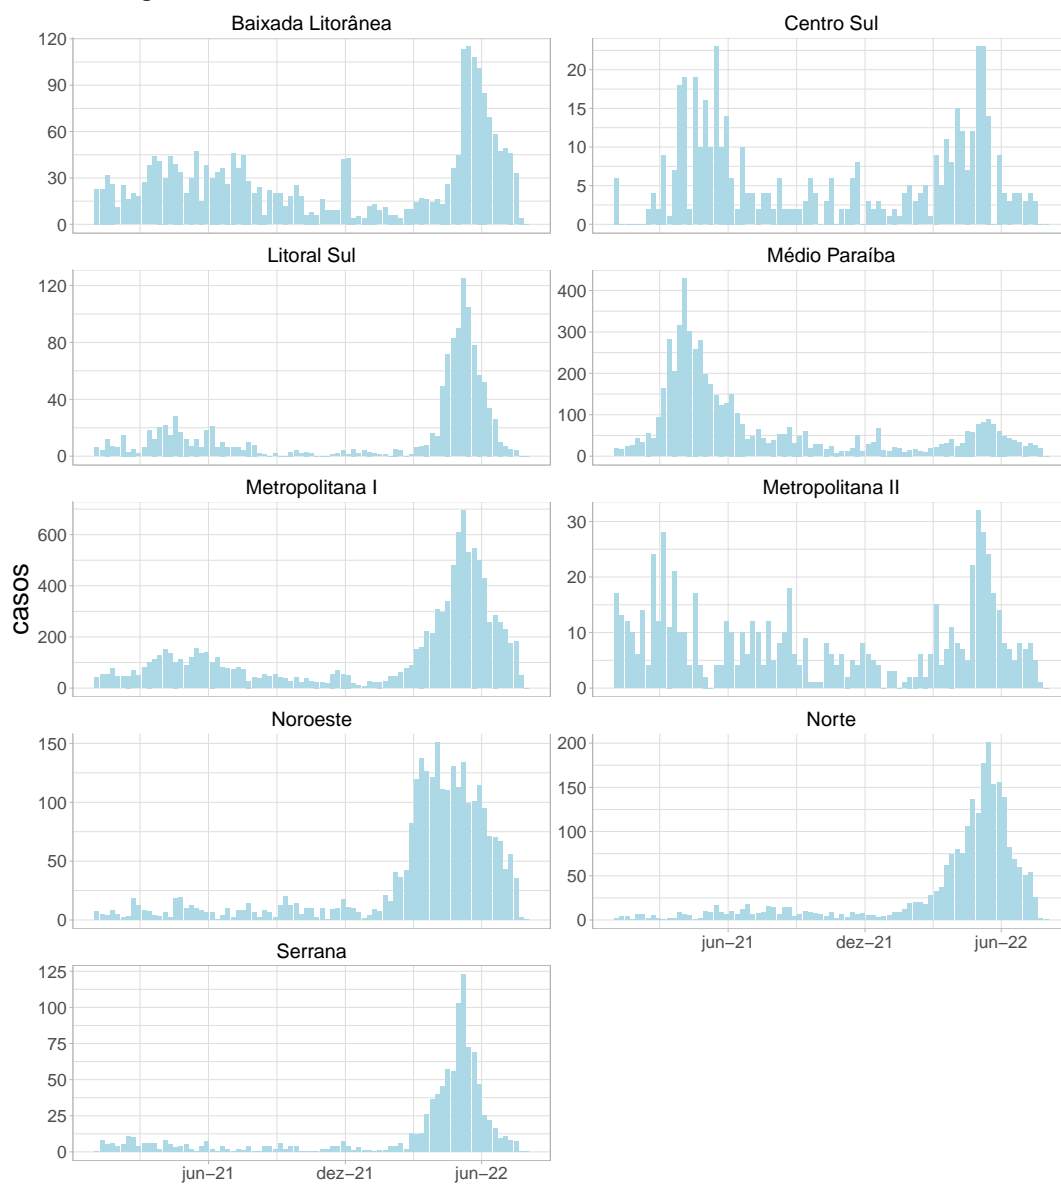 Baixada Litorânea
Centro Sul
120
90
60
30
0
20
15
10
5
0
Litoral Sul
Médio Paraíba
120
80
40
0
400
300
200
100
0
Metropolitana I
Metropolitana II
casos
600
400
200
0
30
20
10
0
Noroeste
Norte
150
100
50
0
200
150
100
50
0
jun–21
dez–21
jun–22
Serrana
125
100
75
50
25
0
jun–21
dez–21
jun–22